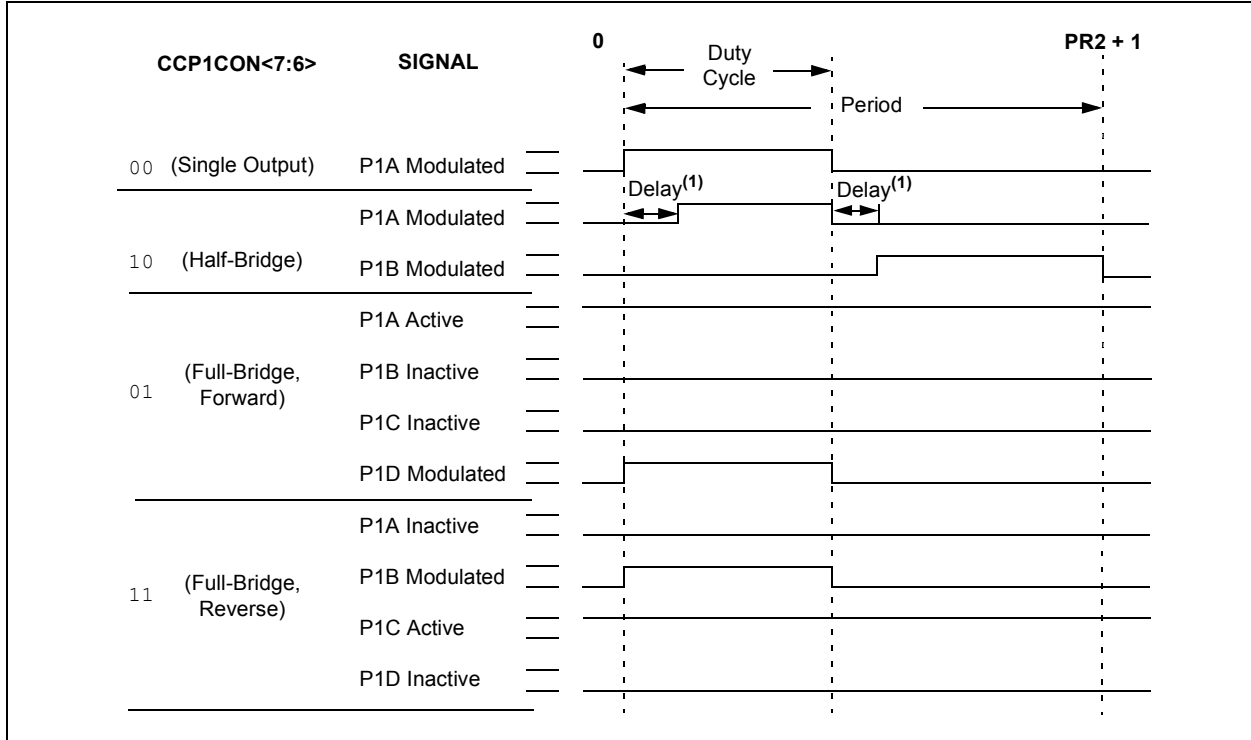 0
PR2 + 1
CCP1CON<7:6>
SIGNAL
Duty
Cycle
Period
00 (Single Output) P1A Modulated
Delay(1)
Delay(1)
P1A Modulated
10 (Half-Bridge)
P1B Modulated
P1A Active
01 (Full-Bridge,
Forward)
P1B Inactive
P1C Inactive
P1D Modulated
P1A Inactive
11 (Full-Bridge,
Reverse)
P1B Modulated
P1C Active
P1D Inactive